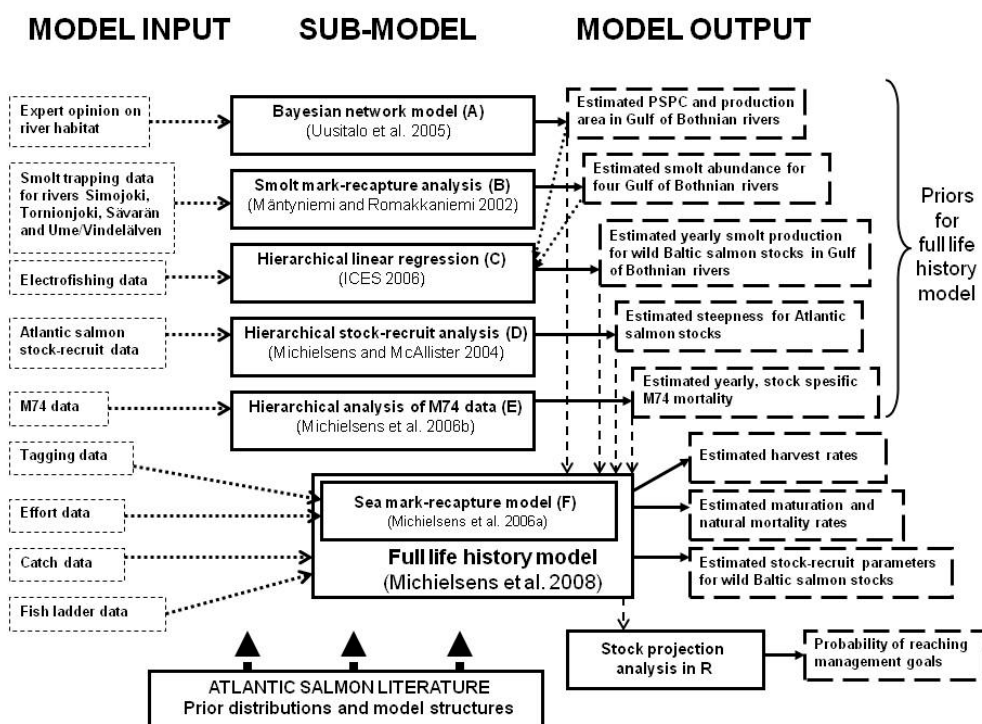 MODEL INPUT
SUB-MODEL
MODEL OUTPUT
Expert opinion on
river habitat
Bayesian network model (A)
(Uusitalo et al. 2005)
Estimated PSPC and production
area in Gulf of Bothnian rivers
Smolt trapping data
for rivers Simojoki,
Tornionjoki, Sävarän
and Ume/Vindelälven
Smolt mark-recapture analysis (B)
(Mäntyniemi and Romakkaniemi 2002)
Estimated smolt abundance for
four Gulf of Bothnian rivers
Electrofishing data
Hierarchical linear regression (C)
(ICES 2006)
Estimated yearly smolt production
for wild Baltic salmon stocks in Gulf
of Bothnian rivers
Priors
for
full life
history
model
Atlantic salmon
stock-recruit data
Hierarchical stock-recruit analysis (D)
(Michielsens and McAllister 2004)
Estimated steepness for Atlantic
salmon stocks
M74 data
Hierarchical analysis of M74 data (E)
(Michielsens et al. 2006b)
Estimated yearly, stock spesific
M74 mortality
Tagging data
Effort data
Catch data
Fish ladder data
Sea mark-recapture model (F)
(Michielsens et al. 2006a)
Full life history model
(Michielsens et al. 2008)
Estimated harvest rates
Estimated maturation and
natural mortality rates
Estimated stock-recruit parameters
for wild Baltic salmon stocks
Stock projection
analysis in R
Probability of reaching
management goals
ATLANTIC SALMON LITERATURE
Prior distributions and model structures